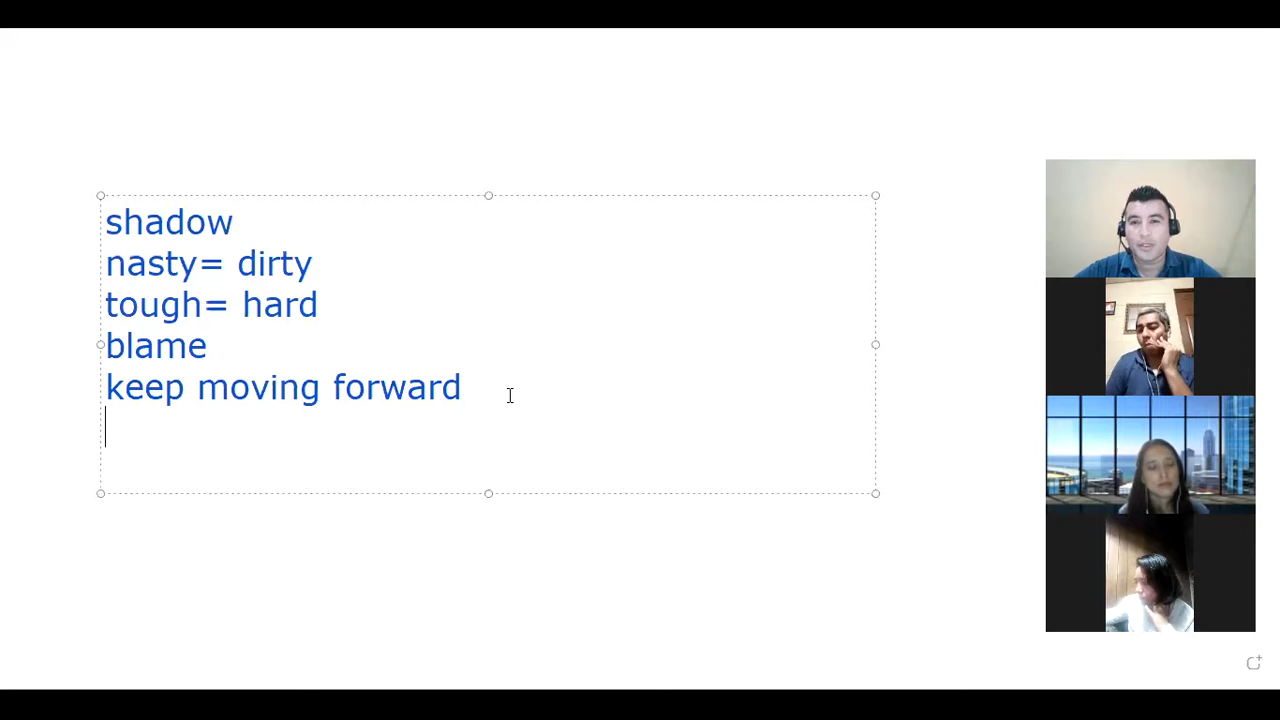 shadow
nasty= dirty
tough= hard
blame
keep moving forward